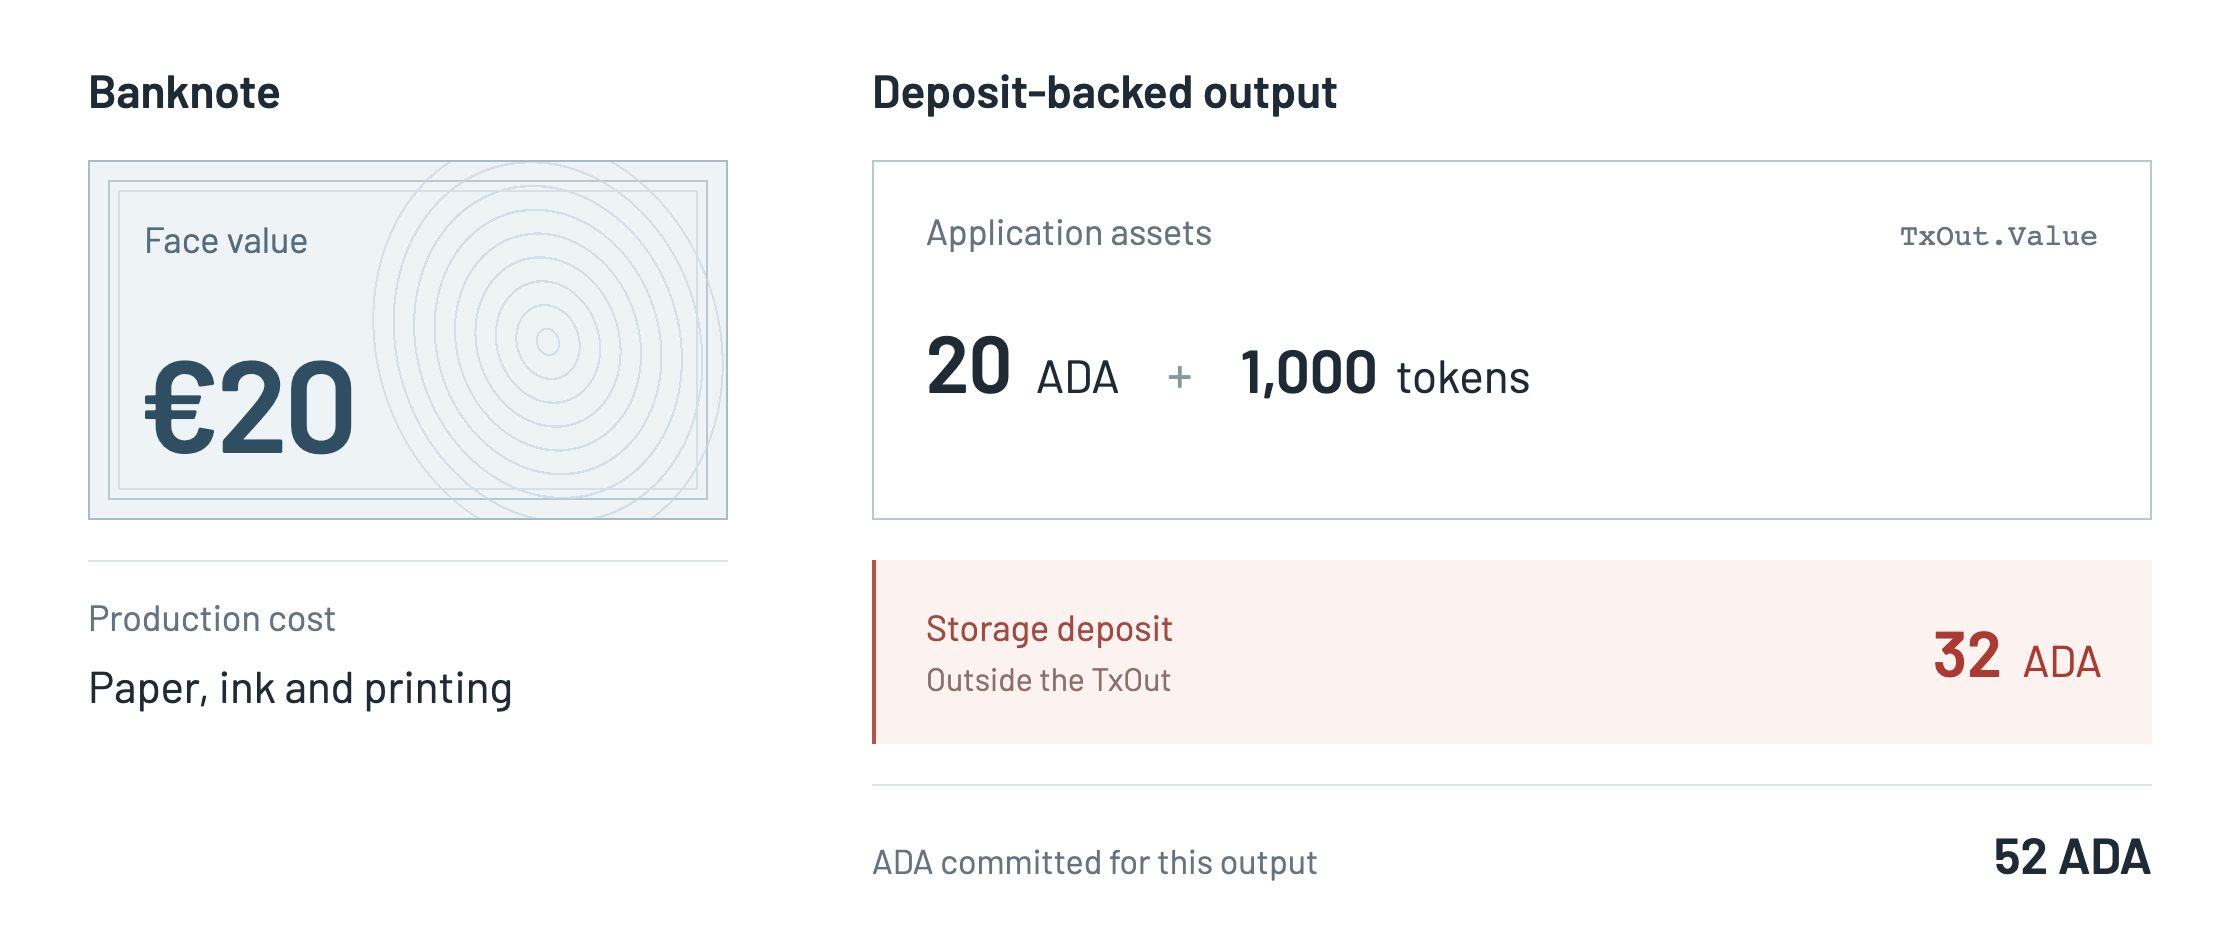 Banknote
Face value
€20
Production cost
Paper, ink and printing
Deposit-backed output
Application assets
TxOut.Value
20 ADA + 1,000 tokens
Storage deposit
Outside the TxOut
32 ADA
ADA committed for this output
52 ADA